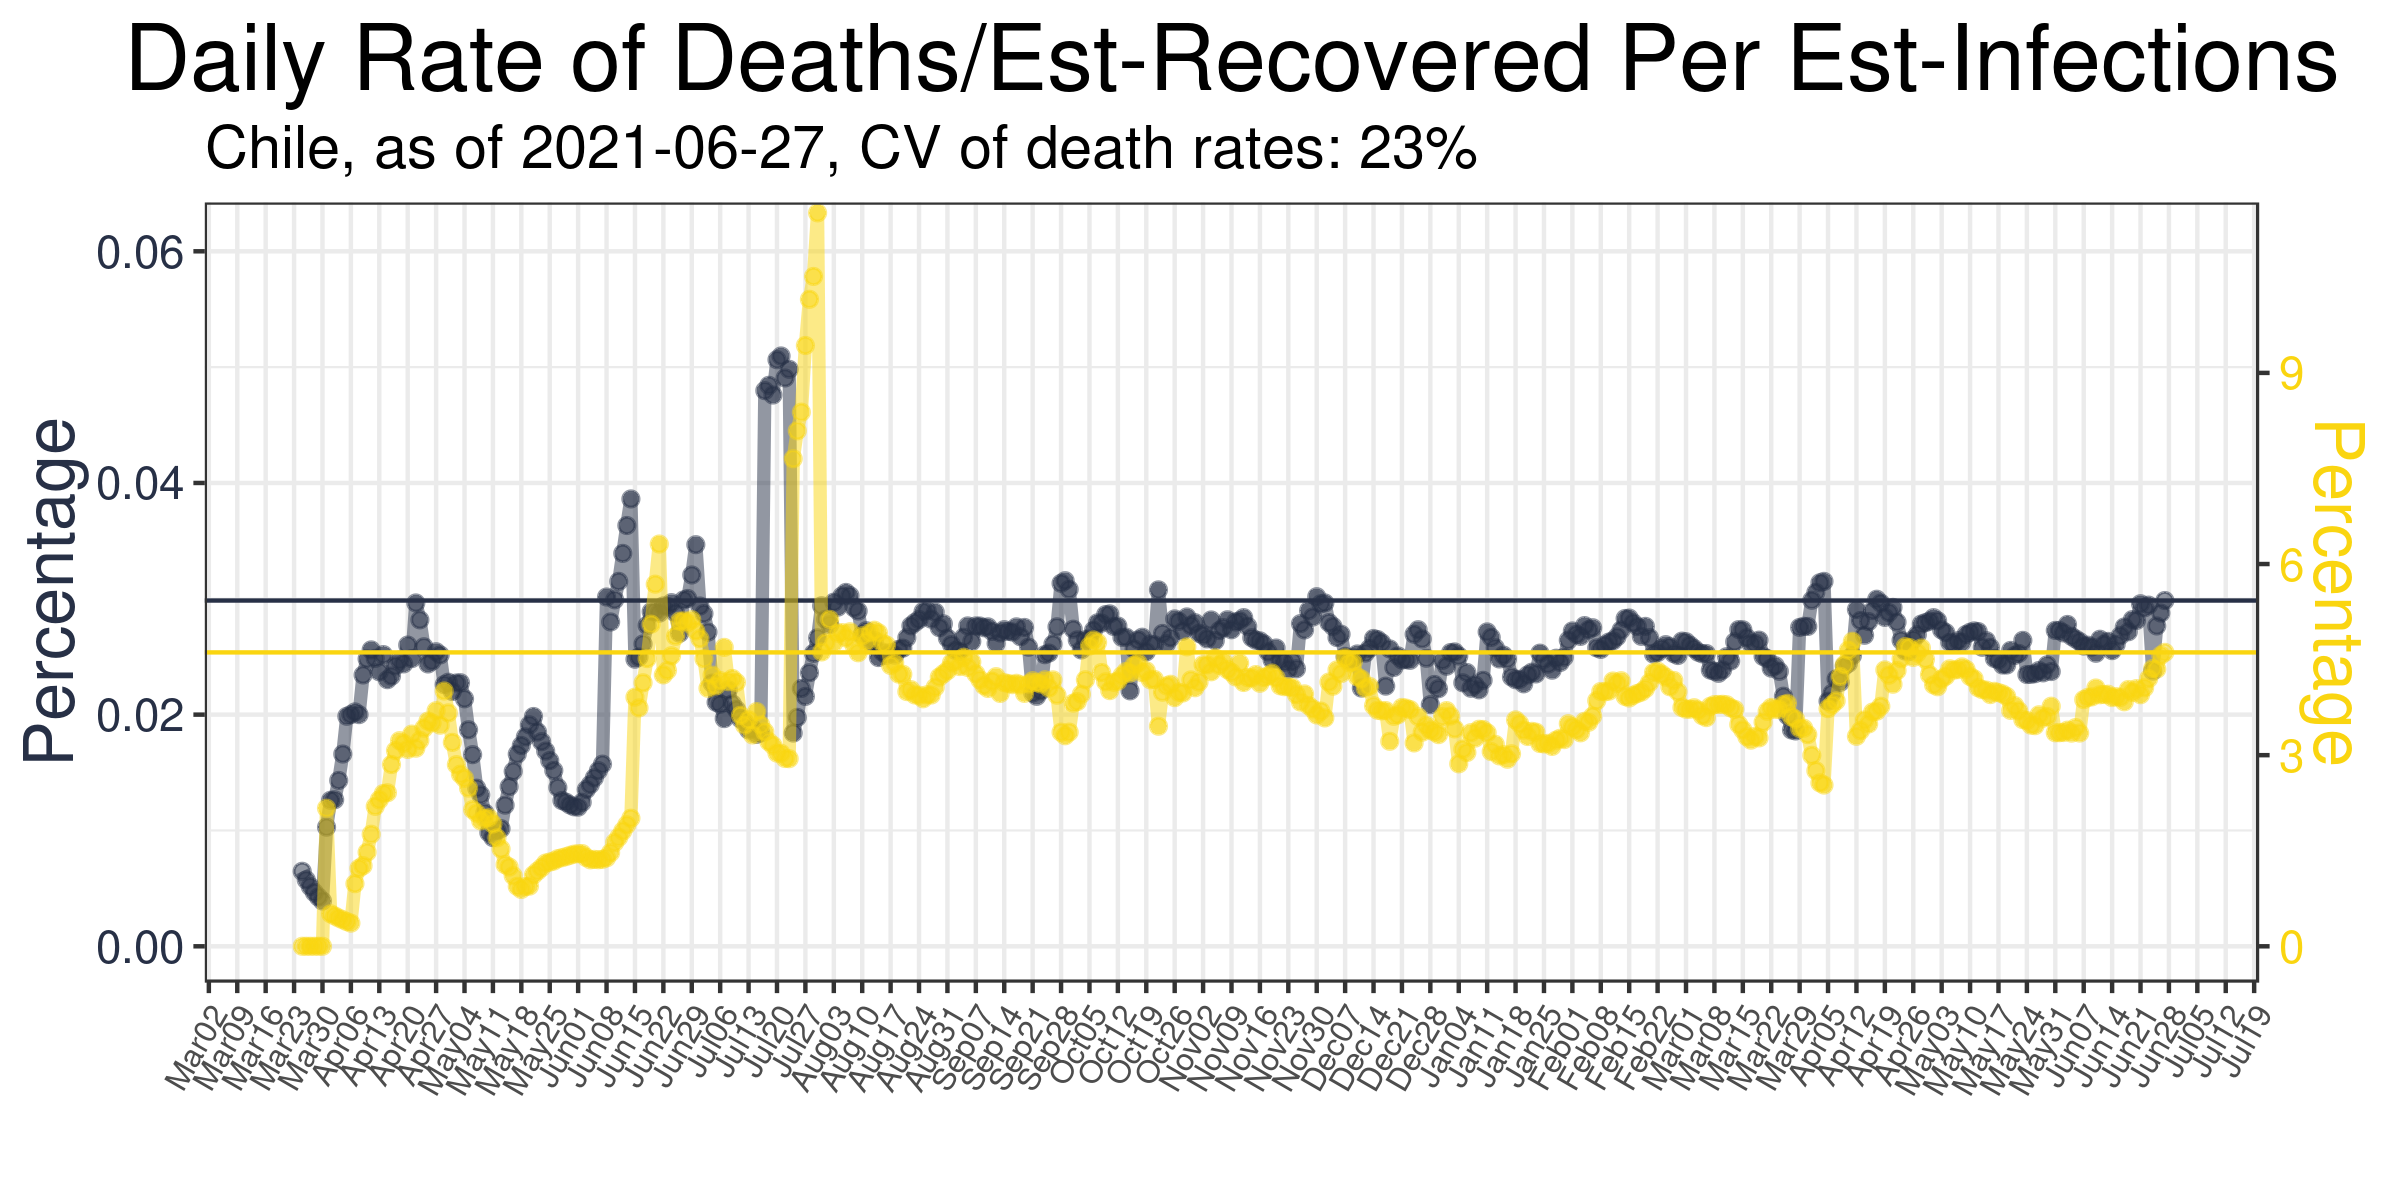 Daily Rate of Deaths/Est-Recovered Per Est-Infections
Chile, as of 2021-06-27, CV of death rates: 23%
Percentage
0.06
0.04
0.02
0.00
9
6
3
0
Percentage
Mar02 Mar09 Mar16 Mar23 Mar30 Apr06 Apr13 Apr20 Apr27 May04 May11 May18 May25 Jun01 Jun08 Jun15 Jun22 Jun29 Jul06 Jul13 Jul20 Jul27 Aug03 Aug10 Aug17 Aug24 Aug31 Sep07 Sep14 Sep21 Sep28 Oct05 Oct12 Oct19 Oct26 Nov02 Nov09 Nov16 Nov23 Nov30 Dec07 Dec14 Dec21 Dec28 Jan04 Jan11 Jan18 Jan25 Feb01 Feb08 Feb15 Feb22 Mar01 Mar08 Mar15 Mar22 Mar29 Apr05 Apr12 Apr19 Apr26 May03 May10 May17 May24 May31 Jun07 Jun14 Jun21 Jun28 Jul05 Jul12 Jul19